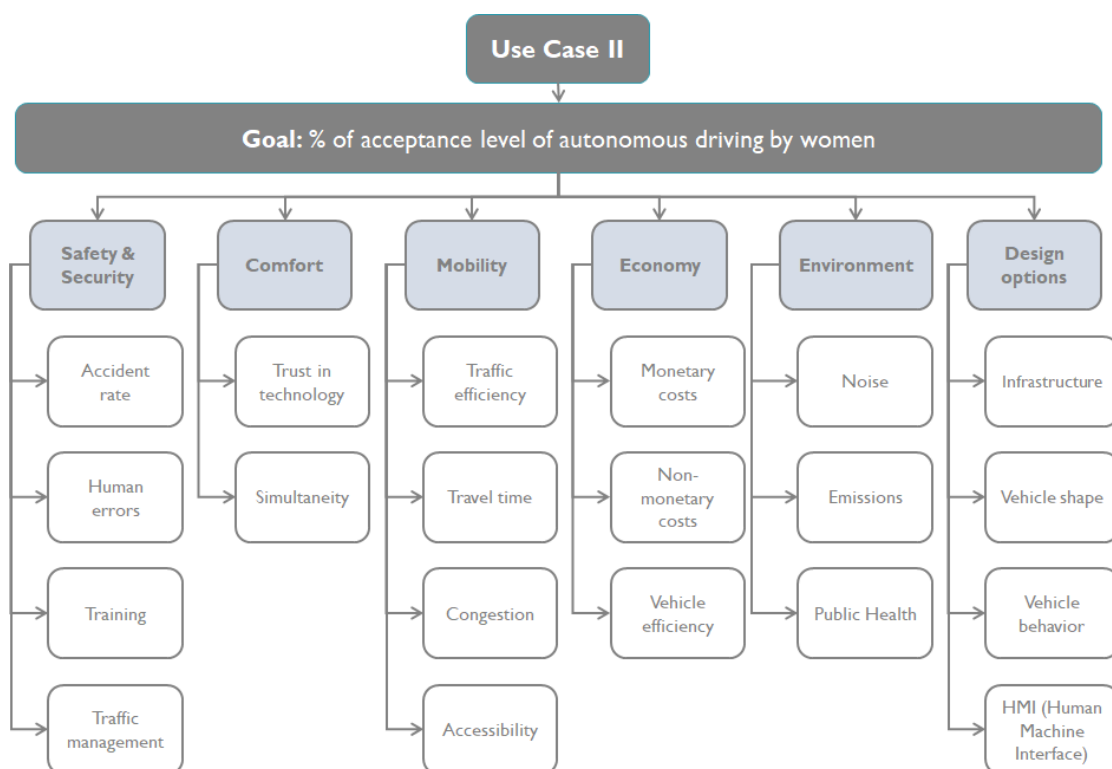 Use Case II
Goal: % of acceptance level of autonomous driving by women
Safety &
Security
Comfort
Mobility
Economy
Environment
Design
options
Accident
rate
Trust in
technology
Traffic
efficiency
Monetary
costs
Noise
Infrastructure
Human
errors
Simultaneity
Travel time
Non-
monetary
costs
Emissions
Vehicle shape
Training
Congestion
Vehicle
efficiency
Public Health
Vehicle
behavior
Traffic
management
Accessibility
HMI (Human
Machine
Interface)